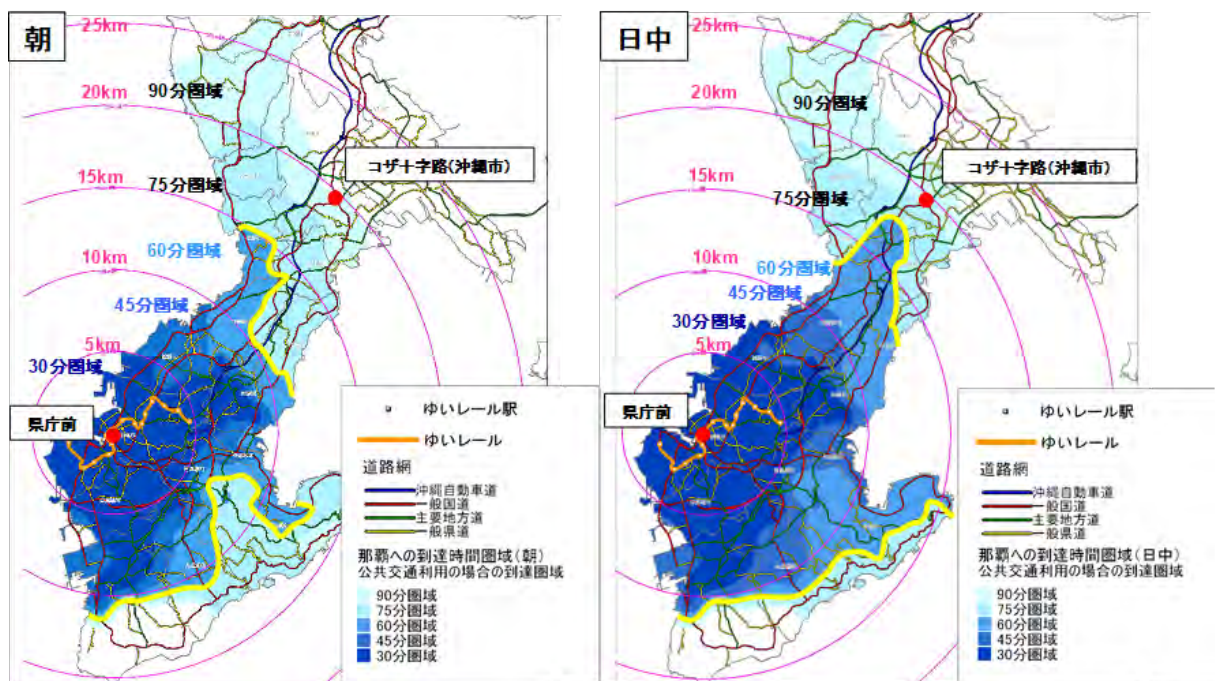 朝
25km
90分圏域
20km
コザ十字路(沖縄市)
75分圏域
15km
60分圏域
10km
45分圏域
5km
30分圏域
県庁前
ゆいレール駅
ゆいレール
道路網
沖縄自動車道
一般国道
主要地方道
一般県道
那覇への到達時間圏域(朝)
公共交通利用の場合の到達圏域
90分圏域
75分圏域
60分圏域
45分圏域
30分圏域
日中
25km
90分圏域
20km
コザ十字路(沖縄市)
15km
75分圏域
10km
60分圏域
45分圏域
30分圏域
5km
県庁前
ゆいレール駅
ゆいレール
道路網
沖縄自動車道
一般国道
主要地方道
一般県道
那覇への到達時間圏域(日中)
公共交通利用の場合の到達圏域
90分圏域
75分圏域
60分圏域
45分圏域
30分圏域